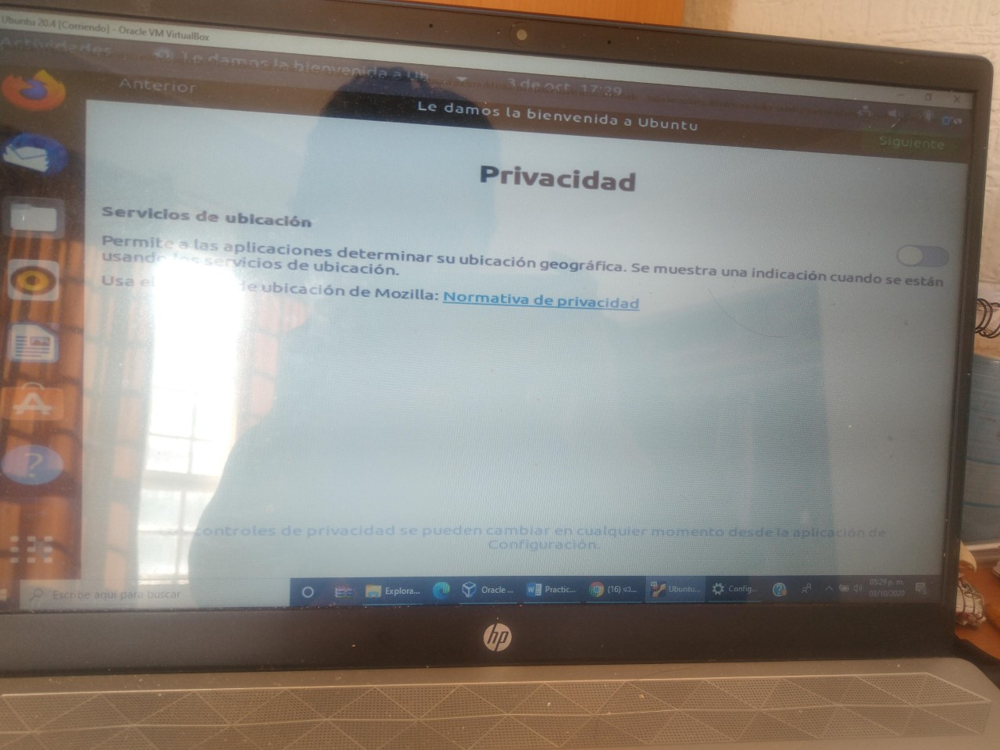 Ubuntu 20.4 [Corriendo] - Oracle VM VirtualBox
Actividades
Le damos la bienvenida a Ub
3 de oct 17:29
Anterior
Le damos la bienvenida a Ubuntu
Siguiente
Privacidad
Servicios de ubicación
Permite a las aplicaciones determinar su ubicación geográfica. Se muestra una indicación cuando se están
usando los servicios de ubicación.
Usa el de ubicación de Mozilla: Normativa de privacidad
controles de privacidad se pueden cambiar en cualquier momento desde la aplicación de
Configuración.
Escribe aquí para buscar
Explora...
Oracle ...
Practic...
(16)
Ubuntu...
Config...
05:29 p. m.
03/10/2020
hp